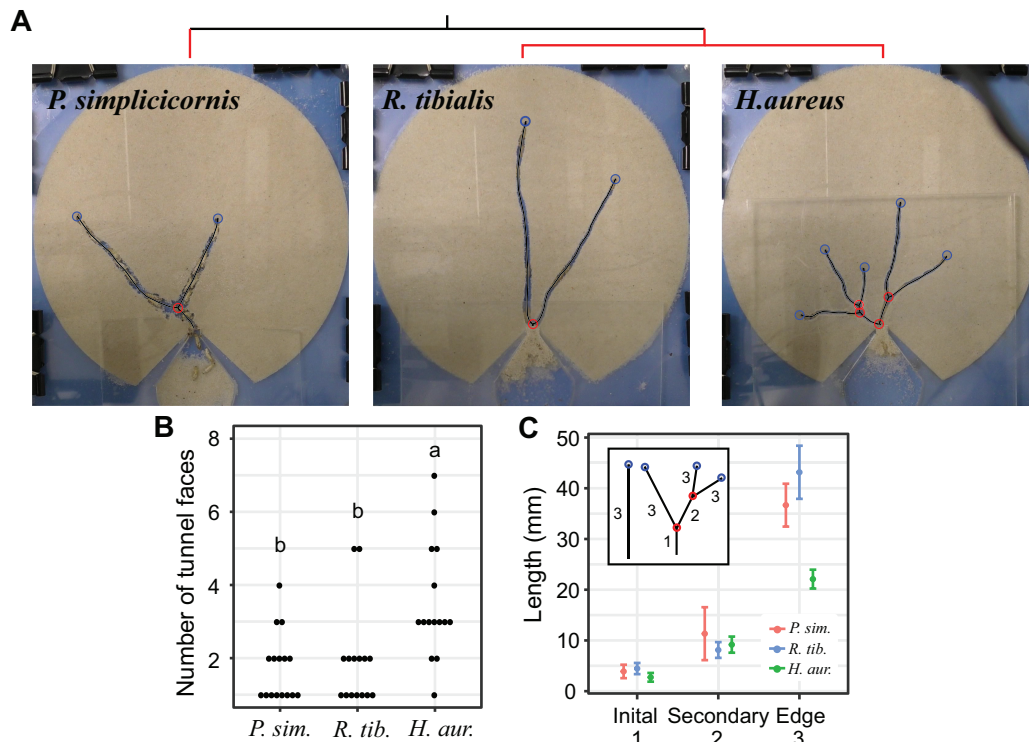 A
P. simplicicornis
R. tibialis
H.aureus
B
Number of tunnel faces
8
6
4
2
b
b
a
P. sim.
R. tib.
H. aur.
C
Length (mm)
50
40
30
20
10
0
3
3
3
3
2
1
P. sim.
R. tib.
H. aur.
Inital Secondary Edge
1 2 3